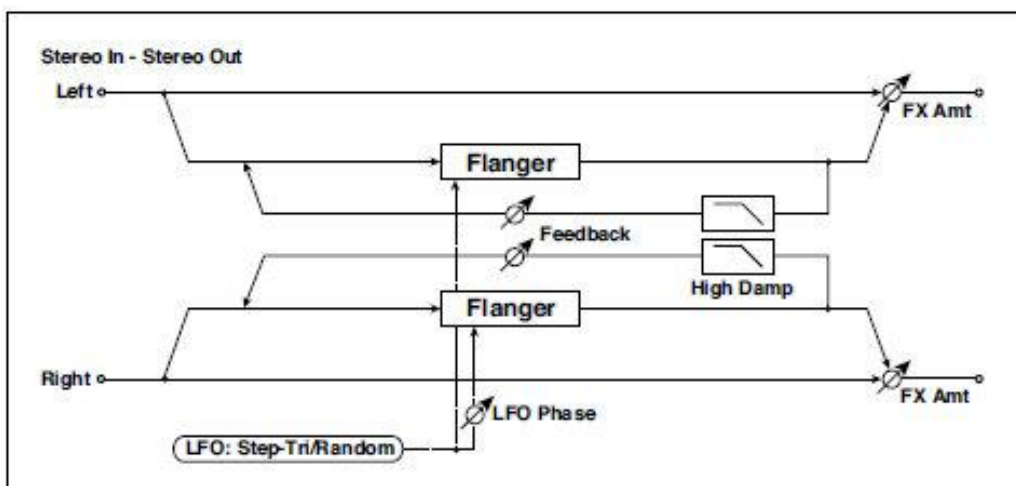 Stereo In - Stereo Out
Left
FX Amt
Flanger
Feedback
High Damp
Flanger
Right
FX Amt
LFO Phase
LFO: Step-Tri/Random